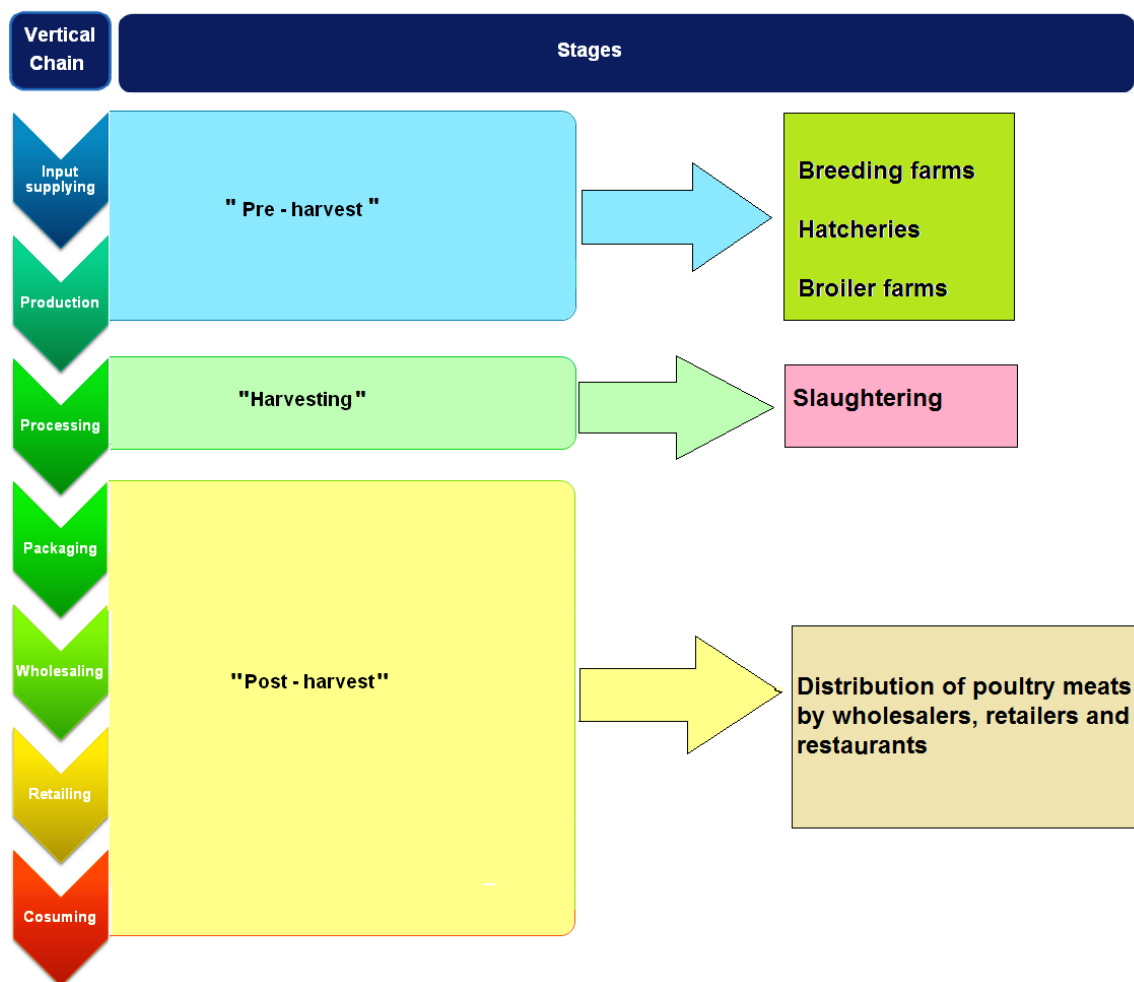 Vertical
Chain
Stages
Input
supplying
" Pre - harvest "
Breeding farms
Hatcheries
Broiler farms
Production
Processing
"Harvesting"
Slaughtering
Packaging
Wholesaling
"Post - harvest"
Distribution of poultry meats
by wholesalers, retailers and
restaurants
Retailing
Cosuming